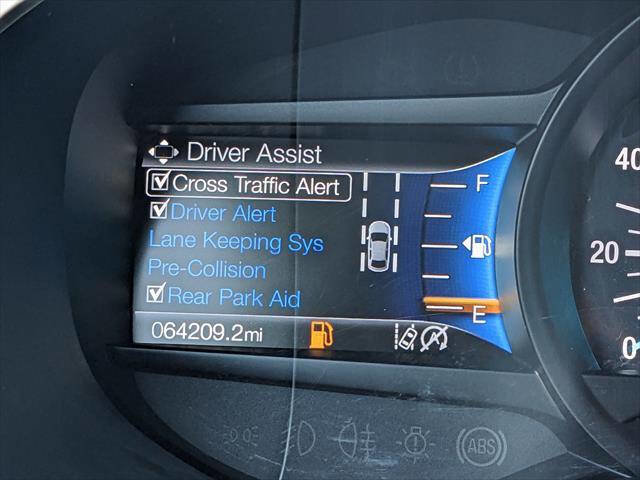 Driver Assist
Cross Traffic Alert
Driver Alert
Lane Keeping Sys
Pre-Collision
Rear Park Aid
064209.2mi
F
E
40
20
0
ABS